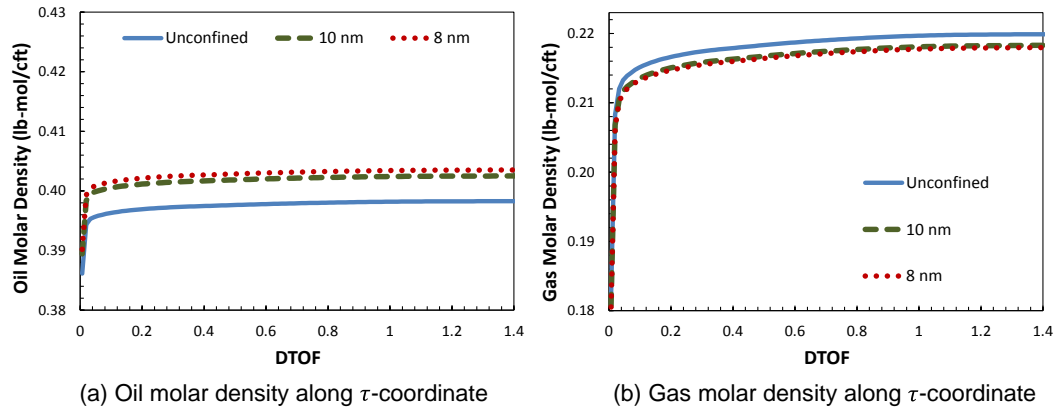 0.43
0.42
0.41
0.40
0.39
0.38
Oil Molar Density (lb-mol/cft)
Unconfined 10 nm 8 nm
0 0.2 0.4 0.6 0.8 1 1.2 1.4
DTOF
(a) Oil molar density along τ-coordinate
0.22
0.21
0.20
0.19
0.18
Gas Molar Density (lb-mol/cft)
Unconfined
10 nm
8 nm
0 0.2 0.4 0.6 0.8 1 1.2 1.4
DTOF
(b) Gas molar density along τ-coordinate